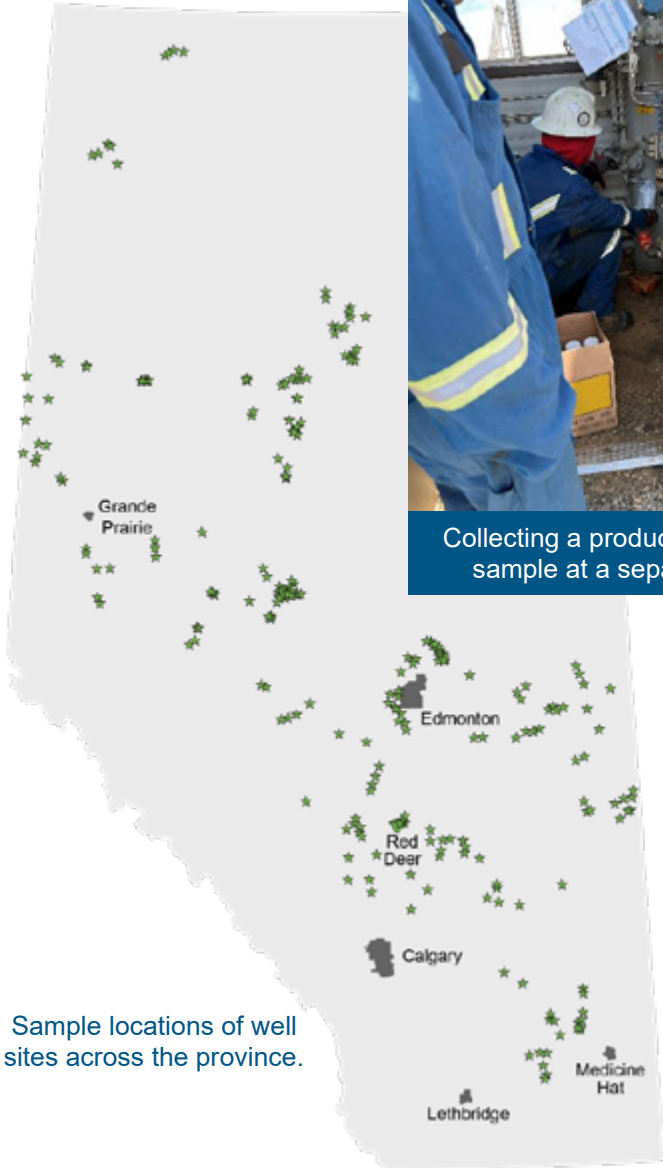 Grande
Prairie
Collecting a produc
sample at a sepa
Edmonton
Red
Deer
Calgary
Sample locations of well
sites across the province.
Medicine
Hat
Lethbridge